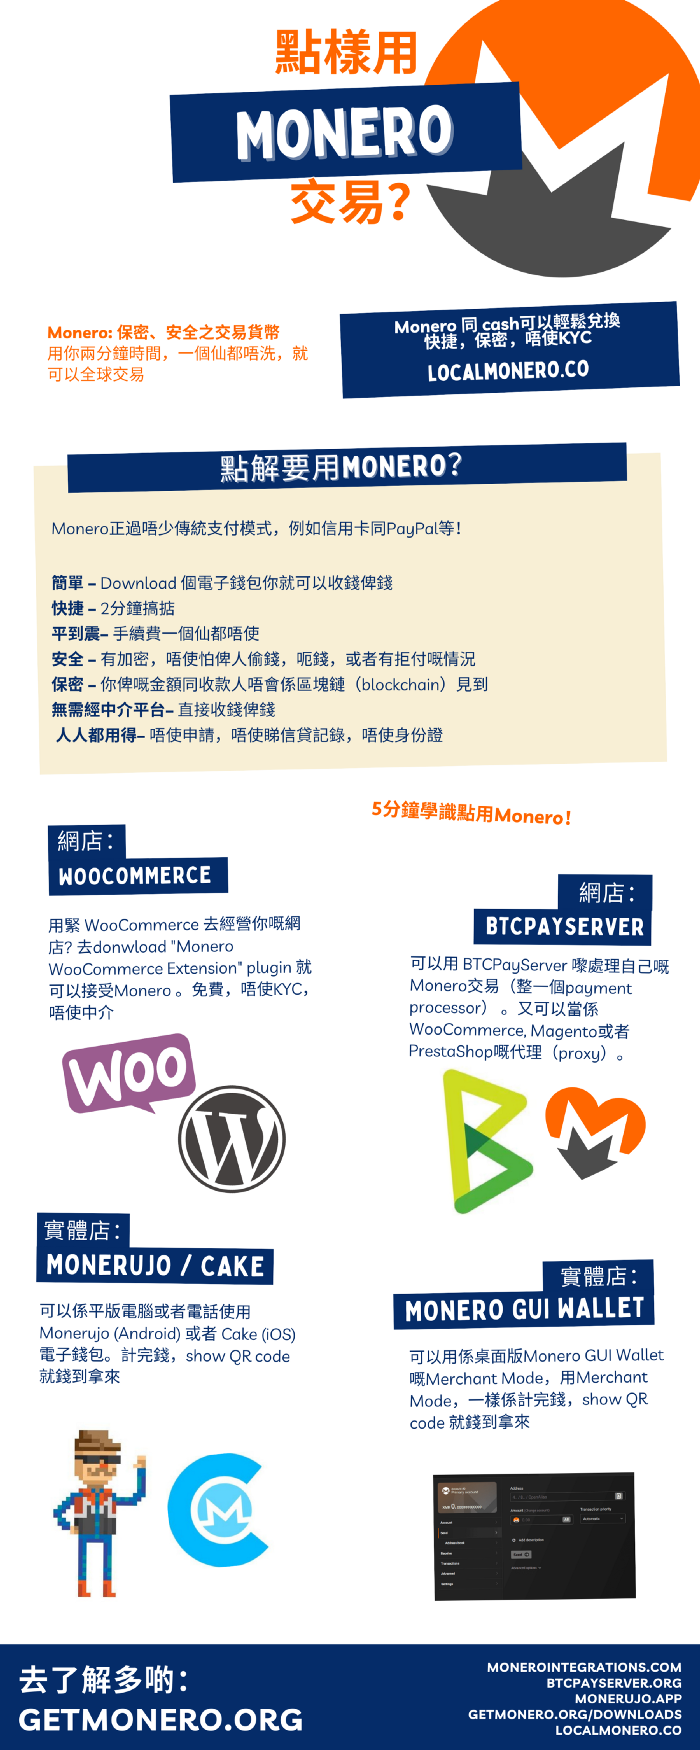 點樣用
MONERO
交易?
Monero: 保密、安全之交易貨幣
用你兩分鐘時間，一個仙都唔洗，就
可以全球交易
Monero 同 cash可以輕鬆兌換
快捷，保密，唔使KYC
LOCALMONERO.CO
點解要用MONERO?
Monero正過唔少傳統支付模式，例如信用卡同PayPal等!
簡單 – Download 個電子錢包你就可以收錢俾錢
快捷 – 2分鐘搞掂
平到震– 手續費一個仙都唔使
安全 – 有加密，唔使怕俾人偷錢，呃錢，或者有拒付嘅情況
保密 – 你俾嘅金額同收款人唔會係區塊鏈（blockchain）見到
無需經中介平台– 直接收錢俾錢
人人都用得– 唔使申請，唔使睇信貸記錄，唔使身份證
5分鐘學識點用Monero!
網店：
WOOCOMMERCE
用緊 WooCommerce 去經營你嘅網
店? 去donwload "Monero
WooCommerce Extension" plugin 就
可以接受Monero 。免費，唔使KYC，
唔使中介
WOO
網店：
BTCPAYSERVER
可以用 BTCPayServer 嚟處理自己嘅
Monero交易（整一個payment
processor） 。又可以當係
WooCommerce, Magento或者
PrestaShop嘅代理（proxy）。
實體店：
MONERUJO / CAKE
可以係平版電腦或者電話使用
Monerujo (Android) 或者 Cake (iOS)
電子錢包。計完錢，show QR code
就錢到拿來
實體店：
MONERO GUI WALLET
可以用係桌面版Monero GUI Wallet
嘅Merchant Mode，用Merchant
Mode，一樣係計完錢，show QR
code 就錢到拿來
Address
Transaction priority
Automatic
Account
Send
Receive
Transactions
Advanced
Settings
去了解多啲：
GETMONERO.ORG
MONEROINTEGRATIONS.COM
BTCPAYSERVER.ORG
MONERUJO.APP
GETMONERO.ORG/DOWNLOADS
LOCALMONERO.CO